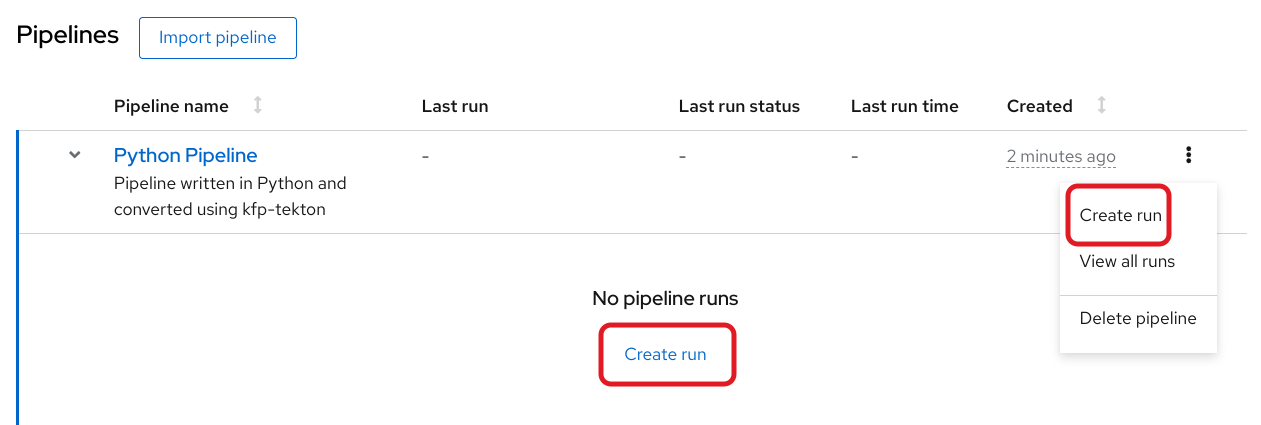 Pipelines
Import pipeline
Pipeline name Last run Last run status Last run time Created
Python Pipeline - - - 2 minutes ago
Pipeline written in Python and
converted using kfp-tekton
Create run
View all runs
Delete pipeline
No pipeline runs
Create run